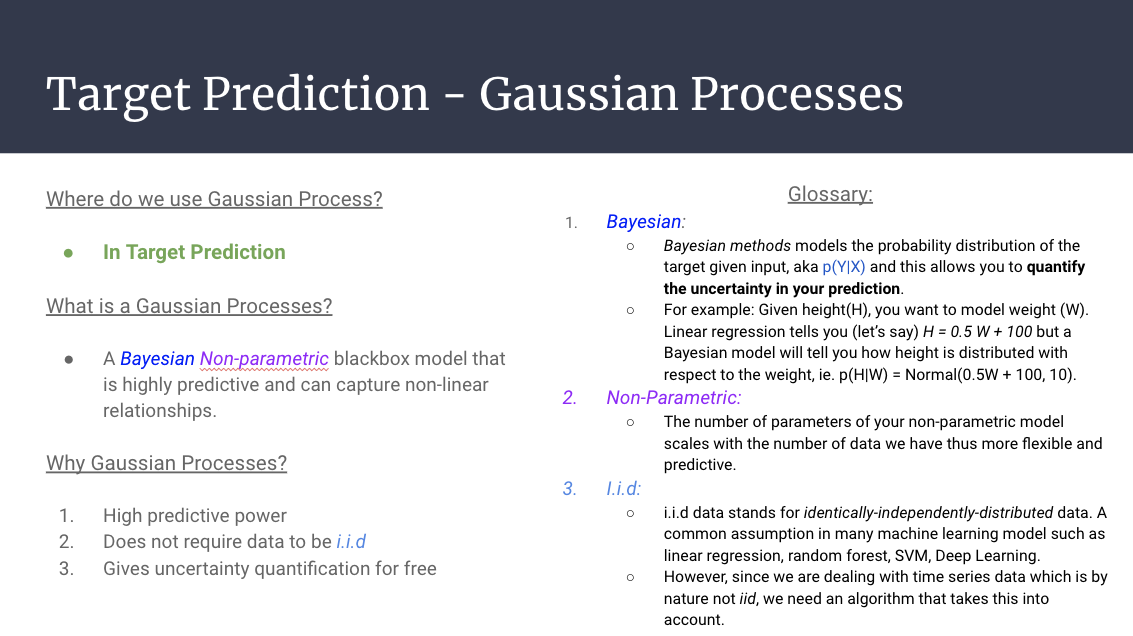 Target Prediction - Gaussian Processes
Where do we use Gaussian Process?
● In Target Prediction
What is a Gaussian Processes?
● A Bayesian Non-parametric blackbox model that
is highly predictive and can capture non-linear
relationships.
Why Gaussian Processes?
1. High predictive power
2. Does not require data to be i.i.d
3. Gives uncertainty quantification for free
Glossary:
1. Bayesian:
○ Bayesian methods models the probability distribution of the
target given input, aka p(Y|X) and this allows you to quantify
the uncertainty in your prediction.
○ For example: Given height(H), you want to model weight (W).
Linear regression tells you (let’s say) H = 0.5 W + 100 but a
Bayesian model will tell you how height is distributed with
respect to the weight, ie. p(H|W) = Normal(0.5W + 100, 10).
2. Non-Parametric:
○ The number of parameters of your non-parametric model
scales with the number of data we have thus more flexible and
predictive.
3. I.i.d:
○ i.i.d data stands for identically-independently-distributed data. A
common assumption in many machine learning model such as
linear regression, random forest, SVM, Deep Learning.
○ However, since we are dealing with time series data which is by
nature not iid, we need an algorithm that takes this into
account.